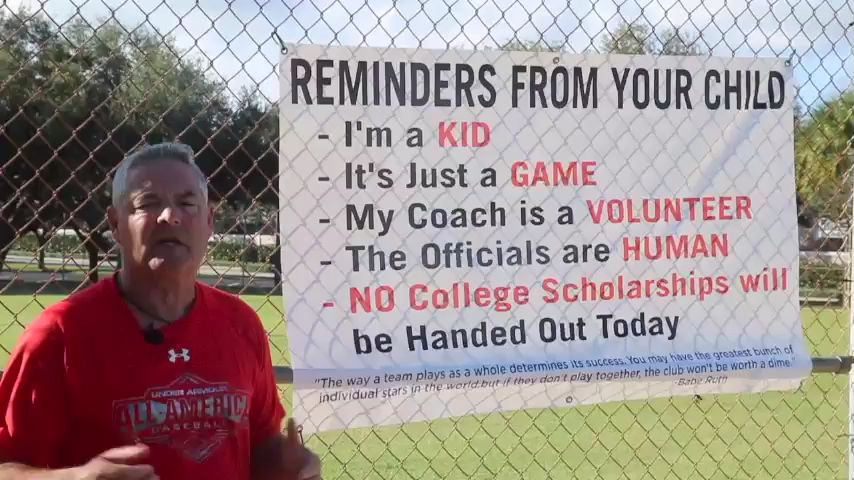 REMINDERS FROM YOUR CHILD
- I'm a KID
- It's Just a GAME
- My Coach is a VOLUNTEER
- The Officials are HUMAN
- NO College Scholarships will
be Handed Out Today
"The way a team plays as a whole determines its success. You may have the greatest bunch of
individual stars in the world,but if they don't play together, the club won't be worth a dime."
-Babe Ruth
UNDER ARMOUR
ALL-AMERICA
BASEBALL